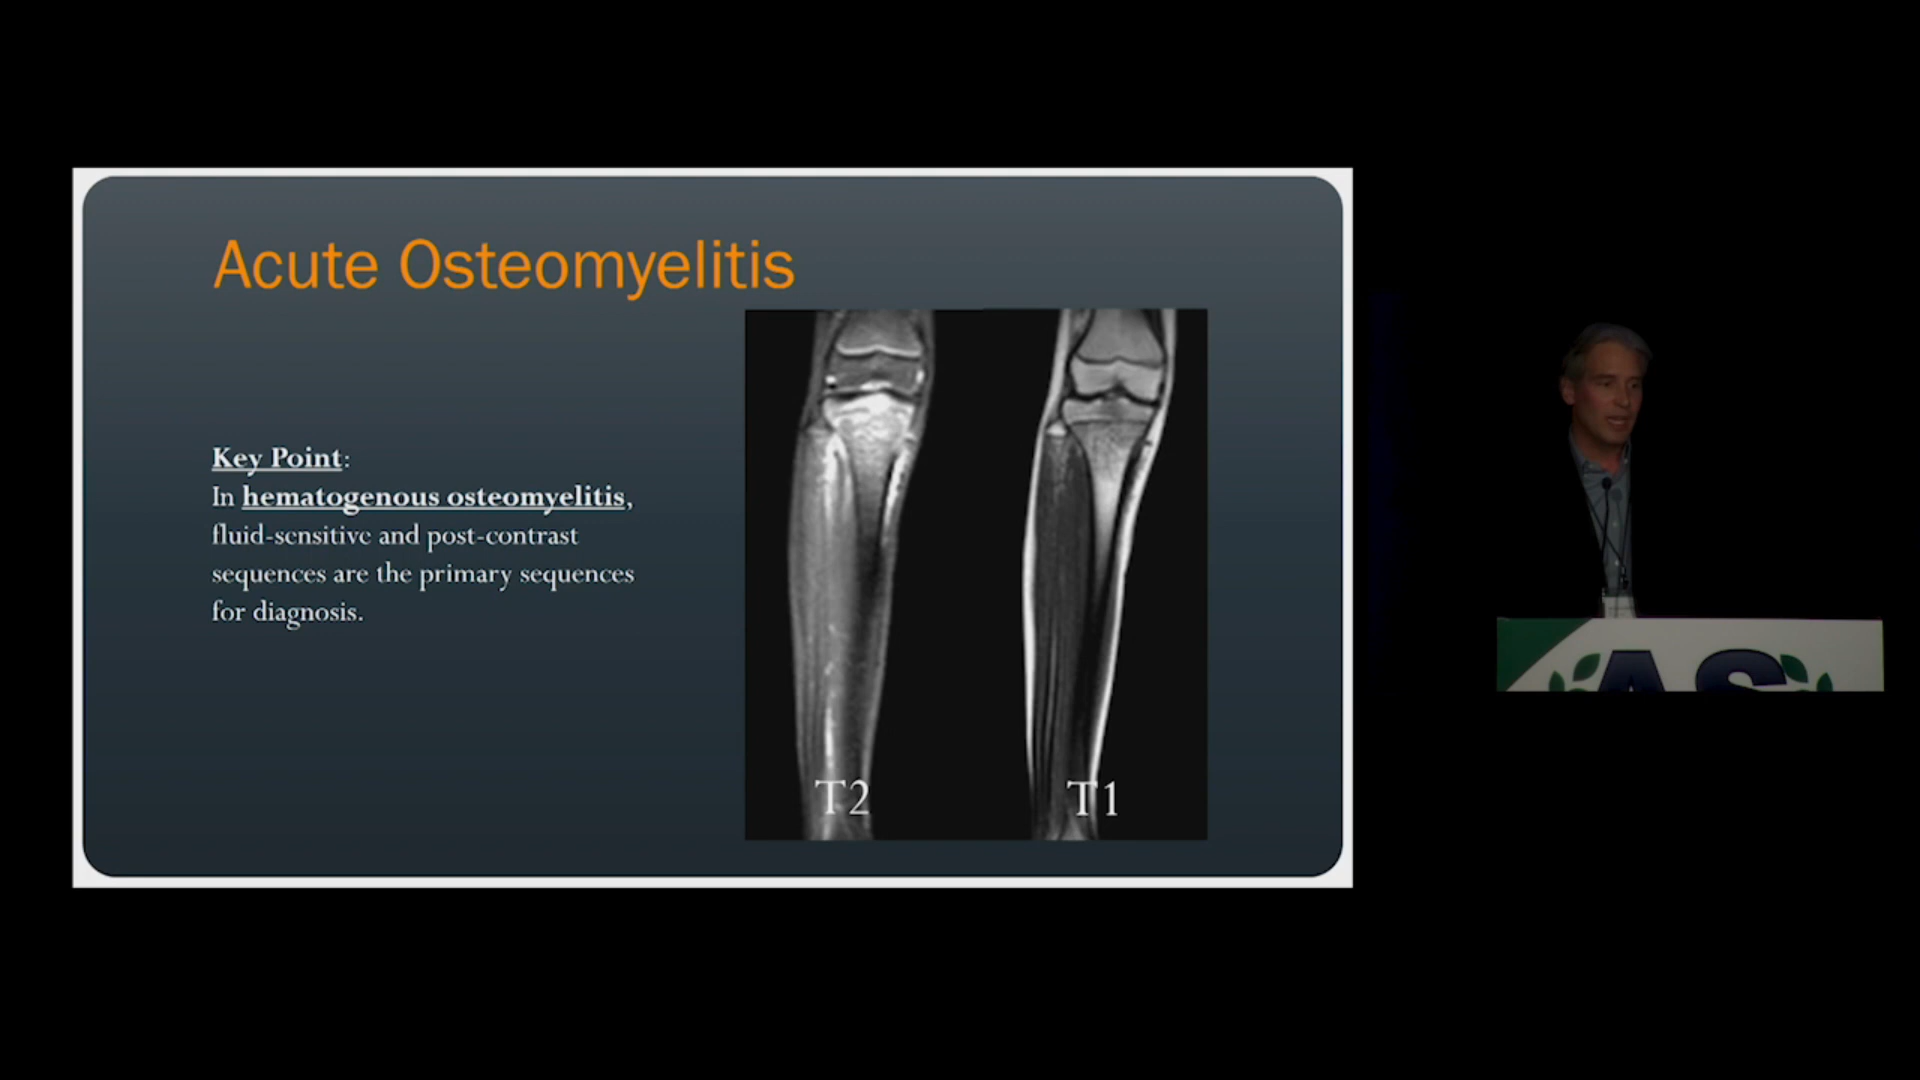 Acute Osteomyelitis
Key Point:
In hematogenous osteomyelitis,
fluid-sensitive and post-contrast
sequences are the primary sequences
for diagnosis.
T2
T1
AS